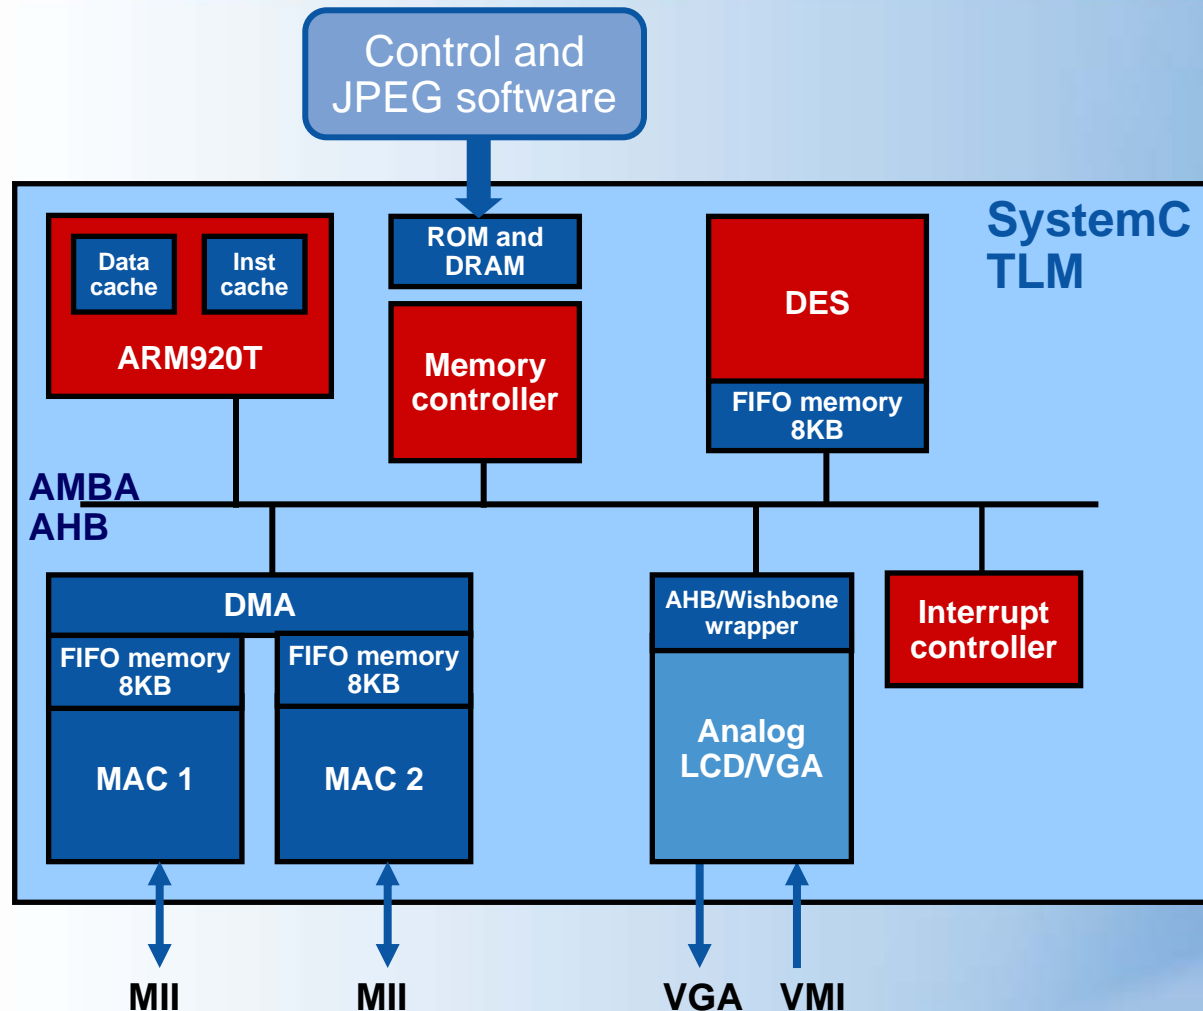 Control and
JPEG software
SystemC
TLM
Data
cache
Inst
cache
ARM920T
ROM and
DRAM
Memory
controller
DES
FIFO memory
8KB
AMBA
AHB
DMA
FIFO memory
8KB
MAC 1
FIFO memory
8KB
MAC 2
AHB/Wishbone
wrapper
Analog
LCD/VGA
Interrupt
controller
MII
MII
VGA
VMI